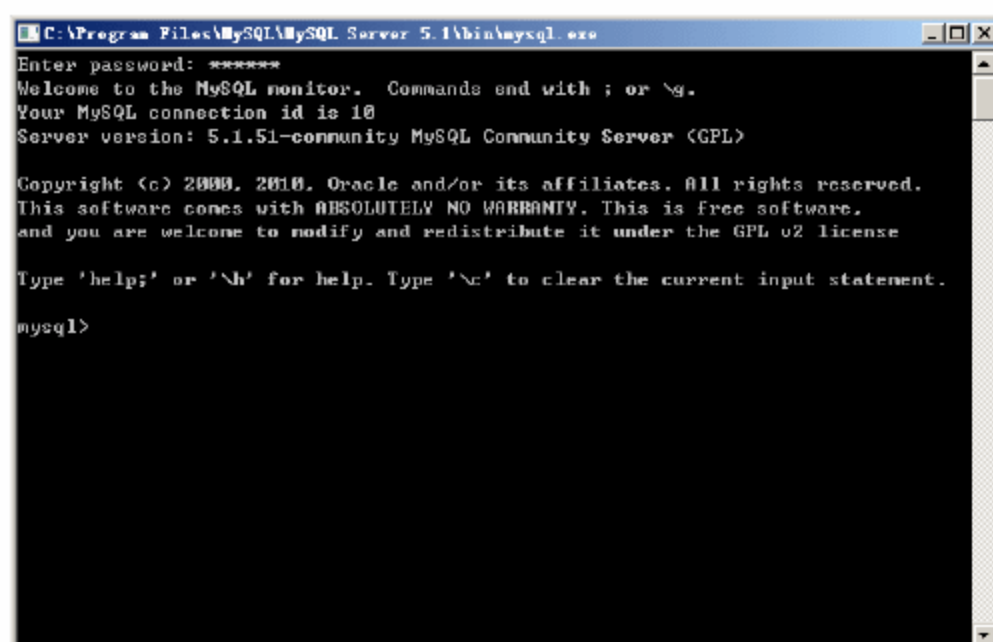 C:\Program Files\MySQL\MySQL Server 5.1\bin\mysql.exe
Enter password: ******
Welcome to the MySQL monitor.  Commands end with ; or \g.
Your MySQL connection id is 10
Server version: 5.1.51-community MySQL Community Server (GPL)
Copyright (c) 2000, 2010, Oracle and/or its affiliates. All rights reserved.
This software comes with ABSOLUTELY NO WARRANTY. This is free software,
and you are welcome to modify and redistribute it under the GPL v2 license
Type 'help;' or '\h' for help. Type '\c' to clear the current input statement.
mysql>